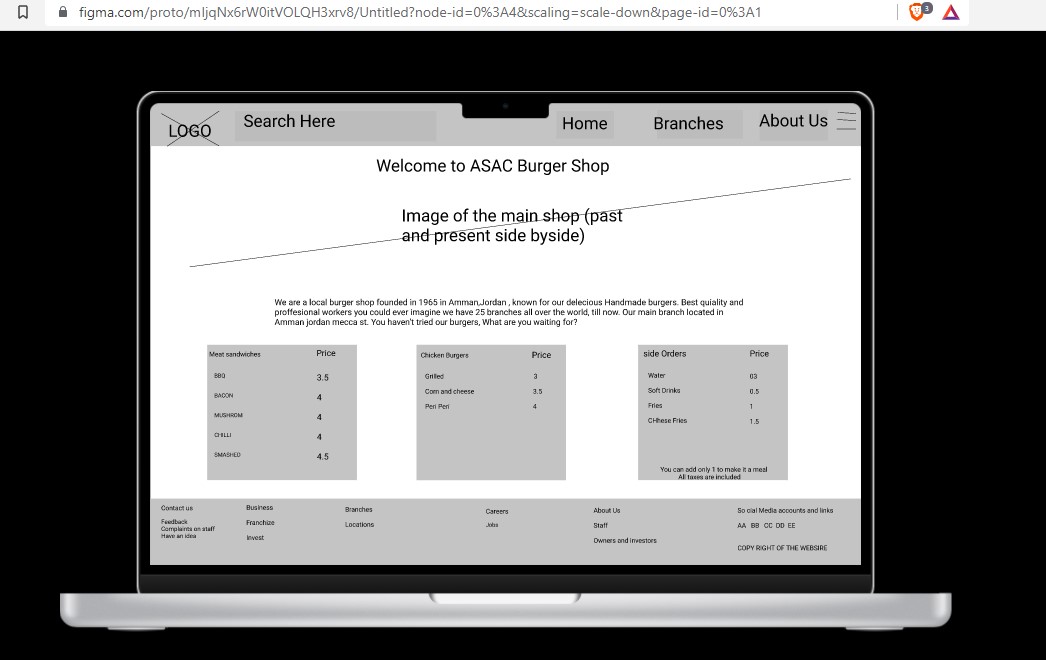 figma.com/proto/mIjqNx6rW0itVOLQH3xrv8/Untitled?node-id=0%3A4&scaling=scale-down&page-id=0%3A1
3
LOGO
Search Here
Home
Branches
About Us
Welcome to ASAC Burger Shop
Image of the main shop (past
and present side byside)
We are a local burger shop founded in 1965 in Amman,Jordan , known for our delecious Handmade burgers. Best quiality and
proffesional workers you could ever imagine we have 25 branches all over the world, till now. Our main branch located in
Amman jordan mecca st. You haven't tried our burgers, What are you waiting for?
Meat sandwiches Price
BBQ 3.5
BACON 4
MUSHROM 4
CHILLI 4
SMASHED 4.5
Chicken Burgers Price
Grilled 3
Corn and cheese 3.5
Peri Peri 4
side Orders Price
Water 03
Soft Drinks 0.5
Fries 1
CHhese Fries 1.5
You can add only 1 to make it a meal
All taxes are included
Contact us
Feedback
Complaints on staff
Have an idea
Business
Franchize
Invest
Branches
Locations
Careers
Jobs
About Us
Staff
Owners and investors
So cial Media accounts and links
AA BB CC DD EE
COPY RIGHT OF THE WEBSIRE